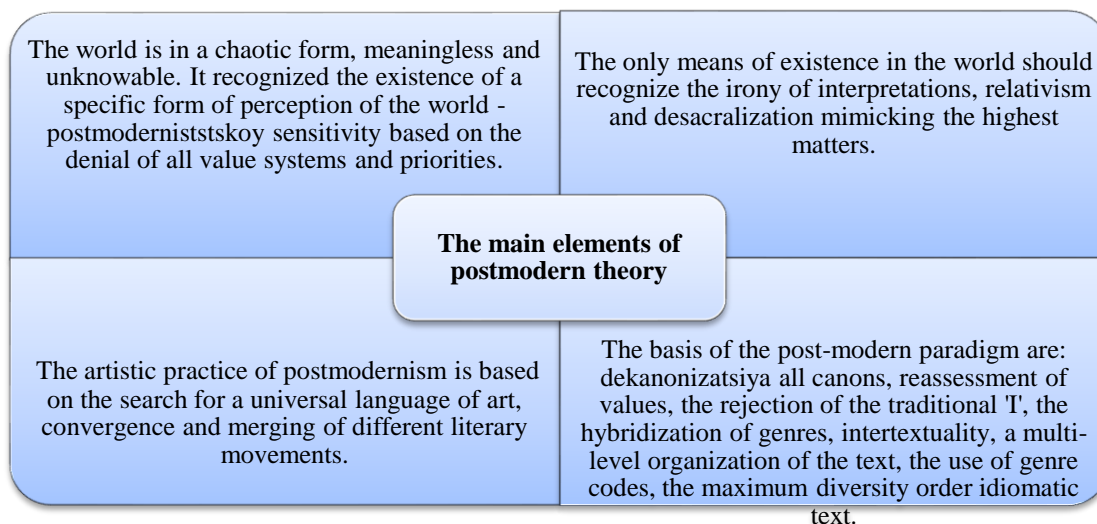 The world is in a chaotic form, meaningless and
unknowable. It recognized the existence of a
specific form of perception of the world -
postmoderniststskoy sensitivity based on the
denial of all value systems and priorities.
The only means of existence in the world should
recognize the irony of interpretations, relativism
and desacralization mimicking the highest
matters.
The main elements of
postmodern theory
The artistic practice of postmodernism is based
on the search for a universal language of art,
convergence and merging of different literary
movements.
The basis of the post-modern paradigm are:
dekanonizatsiya all canons, reassessment of
values, the rejection of the traditional 'I', the
hybridization of genres, intertextuality, a multi-
level organization of the text, the use of genre
codes, the maximum diversity order idiomatic
text.